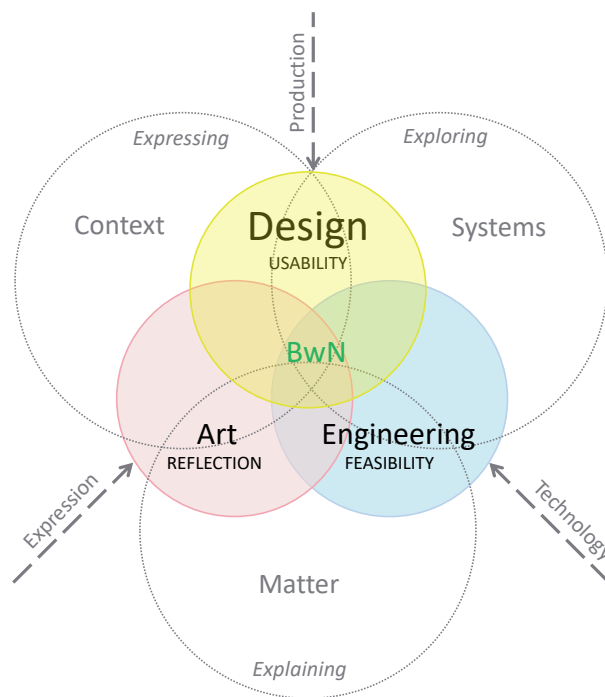 Production
Expressing
Exploring
Context
Design
Systems
USABILITY
BwN
Art
Engineering
REFLECTION
FEASIBILITY
Expression
Technology
Matter
Explaining